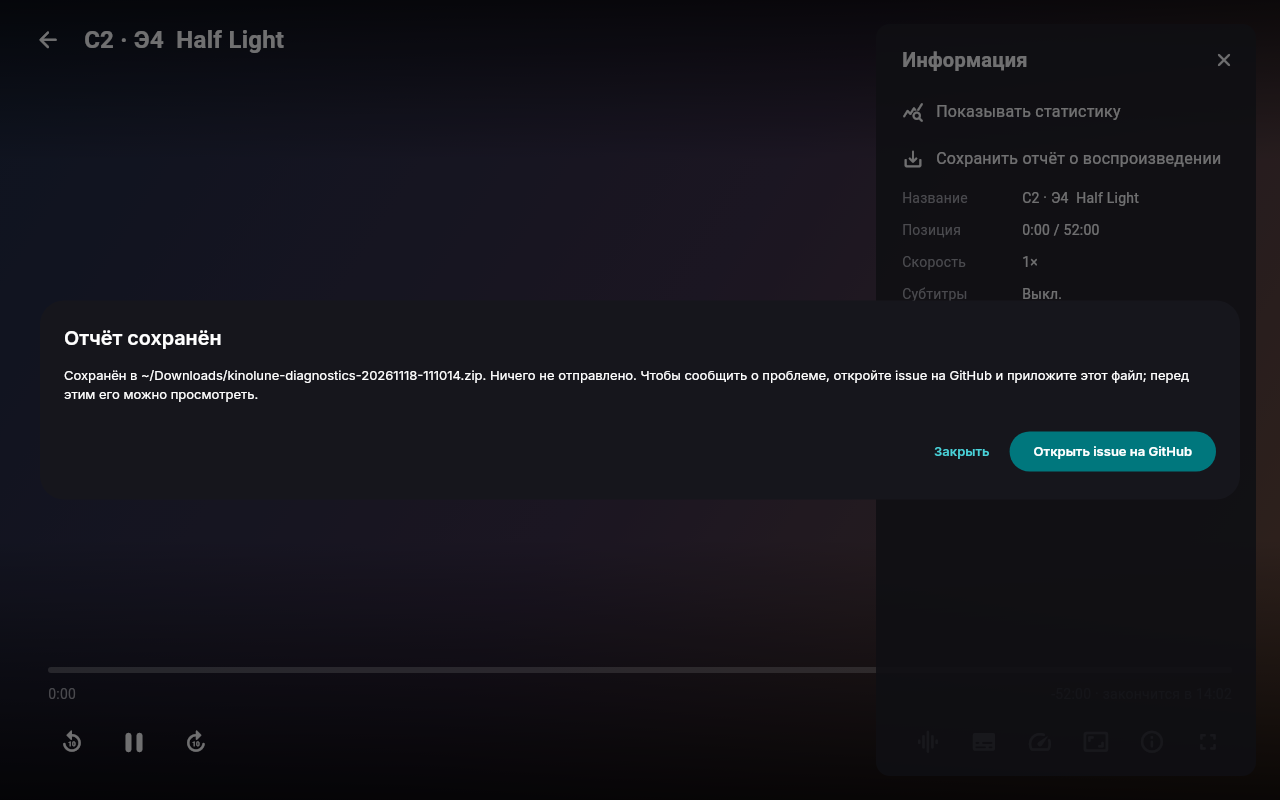 С2 · Э4  Half Light
Информация
Показывать статистику
Сохранить отчёт о воспроизведении
Название С2 · Э4  Half Light
Позиция 0:00 / 52:00
Скорость 1×
Субтитры Выкл.
Отчёт сохранён
Сохранён в ~/Downloads/kinolune-diagnostics-20261118-111014.zip. Ничего не отправлено. Чтобы сообщить о проблеме, откройте issue на GitHub и приложите этот файл; перед
этим его можно просмотреть.
Закрыть
Открыть issue на GitHub
0:00
10
10